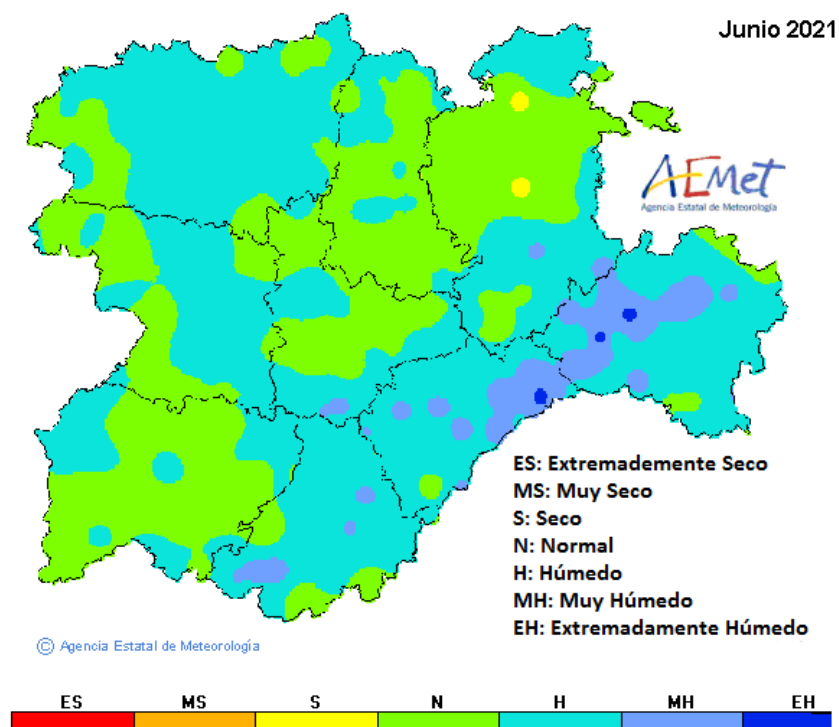 Junio 2021
AEMet
Agencia Estatal de Meteorología
ES: Extremademente Seco
MS: Muy Seco
S: Seco
N: Normal
H: Húmedo
MH: Muy Húmedo
EH: Extremadamente Húmedo
© Agencia Estatal de Meteorología
ES MS S N H MH EH